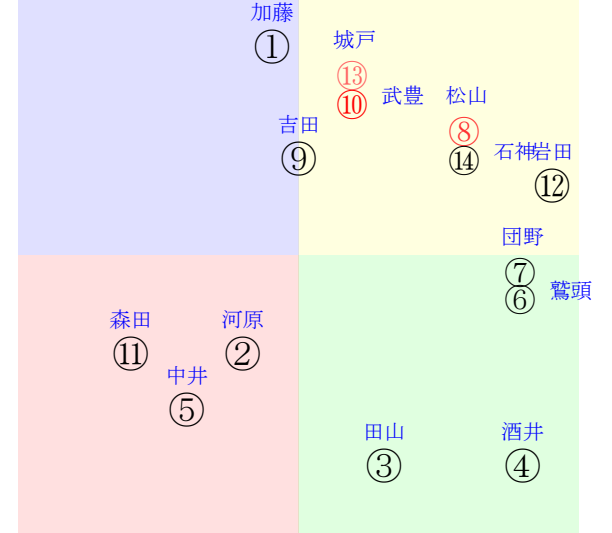 加藤
①
城戸
⑬
⑩
武豊
松山
⑧
⑭
吉田
⑨
石神
岩田
⑫
団野
⑦
⑥
鷲頭
森田
⑪
河原
②
中井
⑤
田山
③
酒井
④